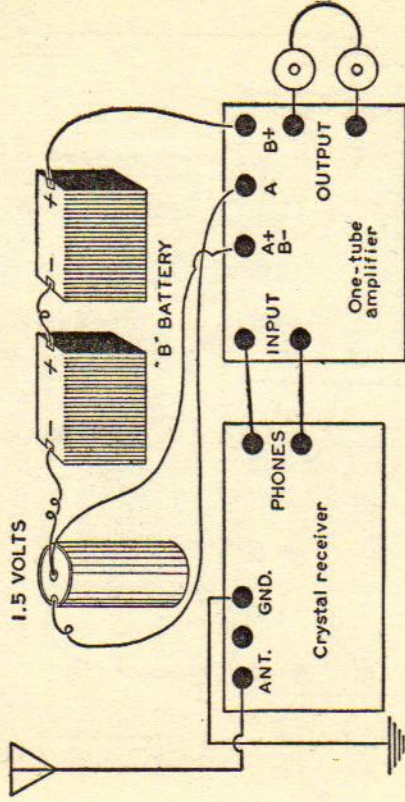 1.5 VOLTS
− + − +
"B" BATTERY
ANT. GND.
PHONES
Crystal receiver
INPUT
A+
B−
A
B+
OUTPUT
One-tube
amplifier